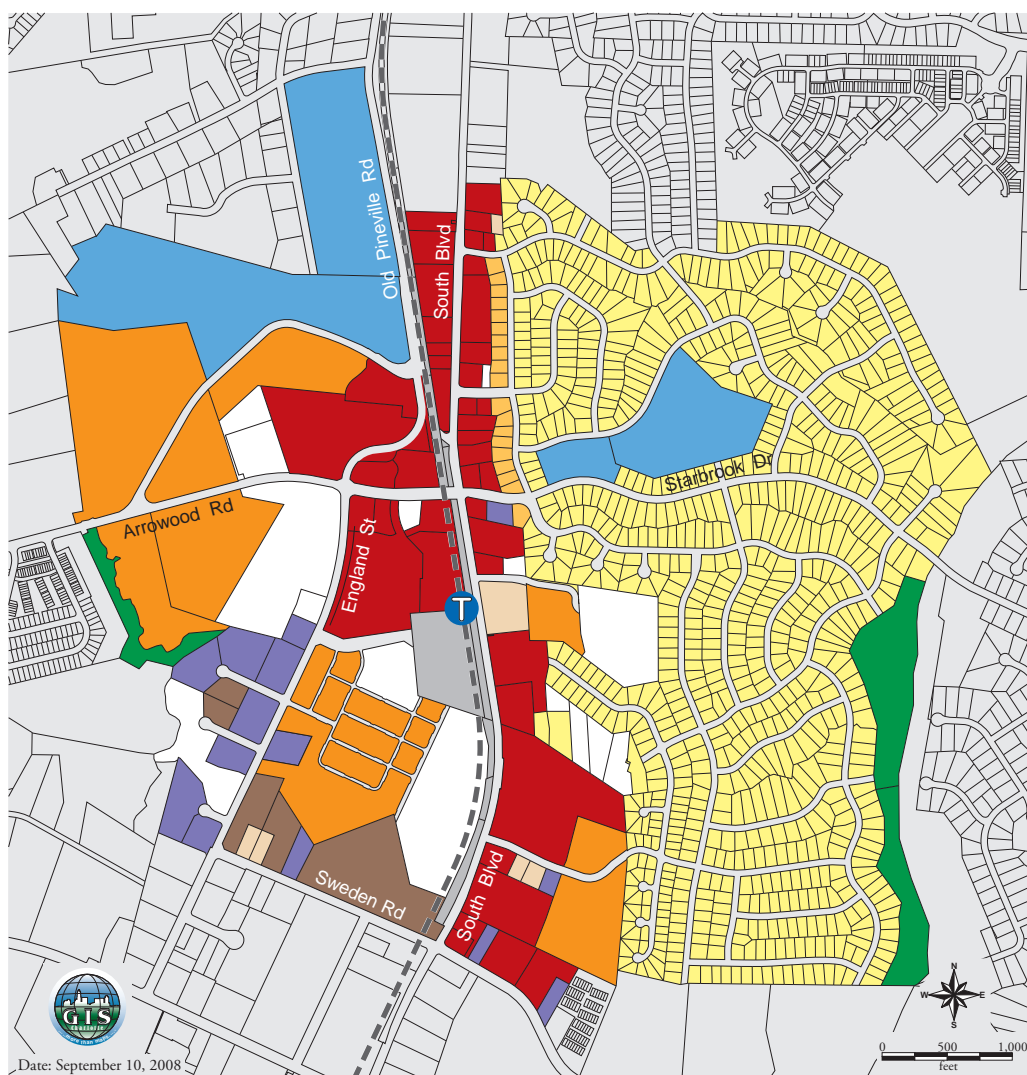 Old Pineville Rd
South Blvd
Starbrook Dr
Arrowood Rd
England St
T
South Blvd
Sweden Rd
N
W E
S
GIS
Date: September 10, 2008
0 500 1,000
feet